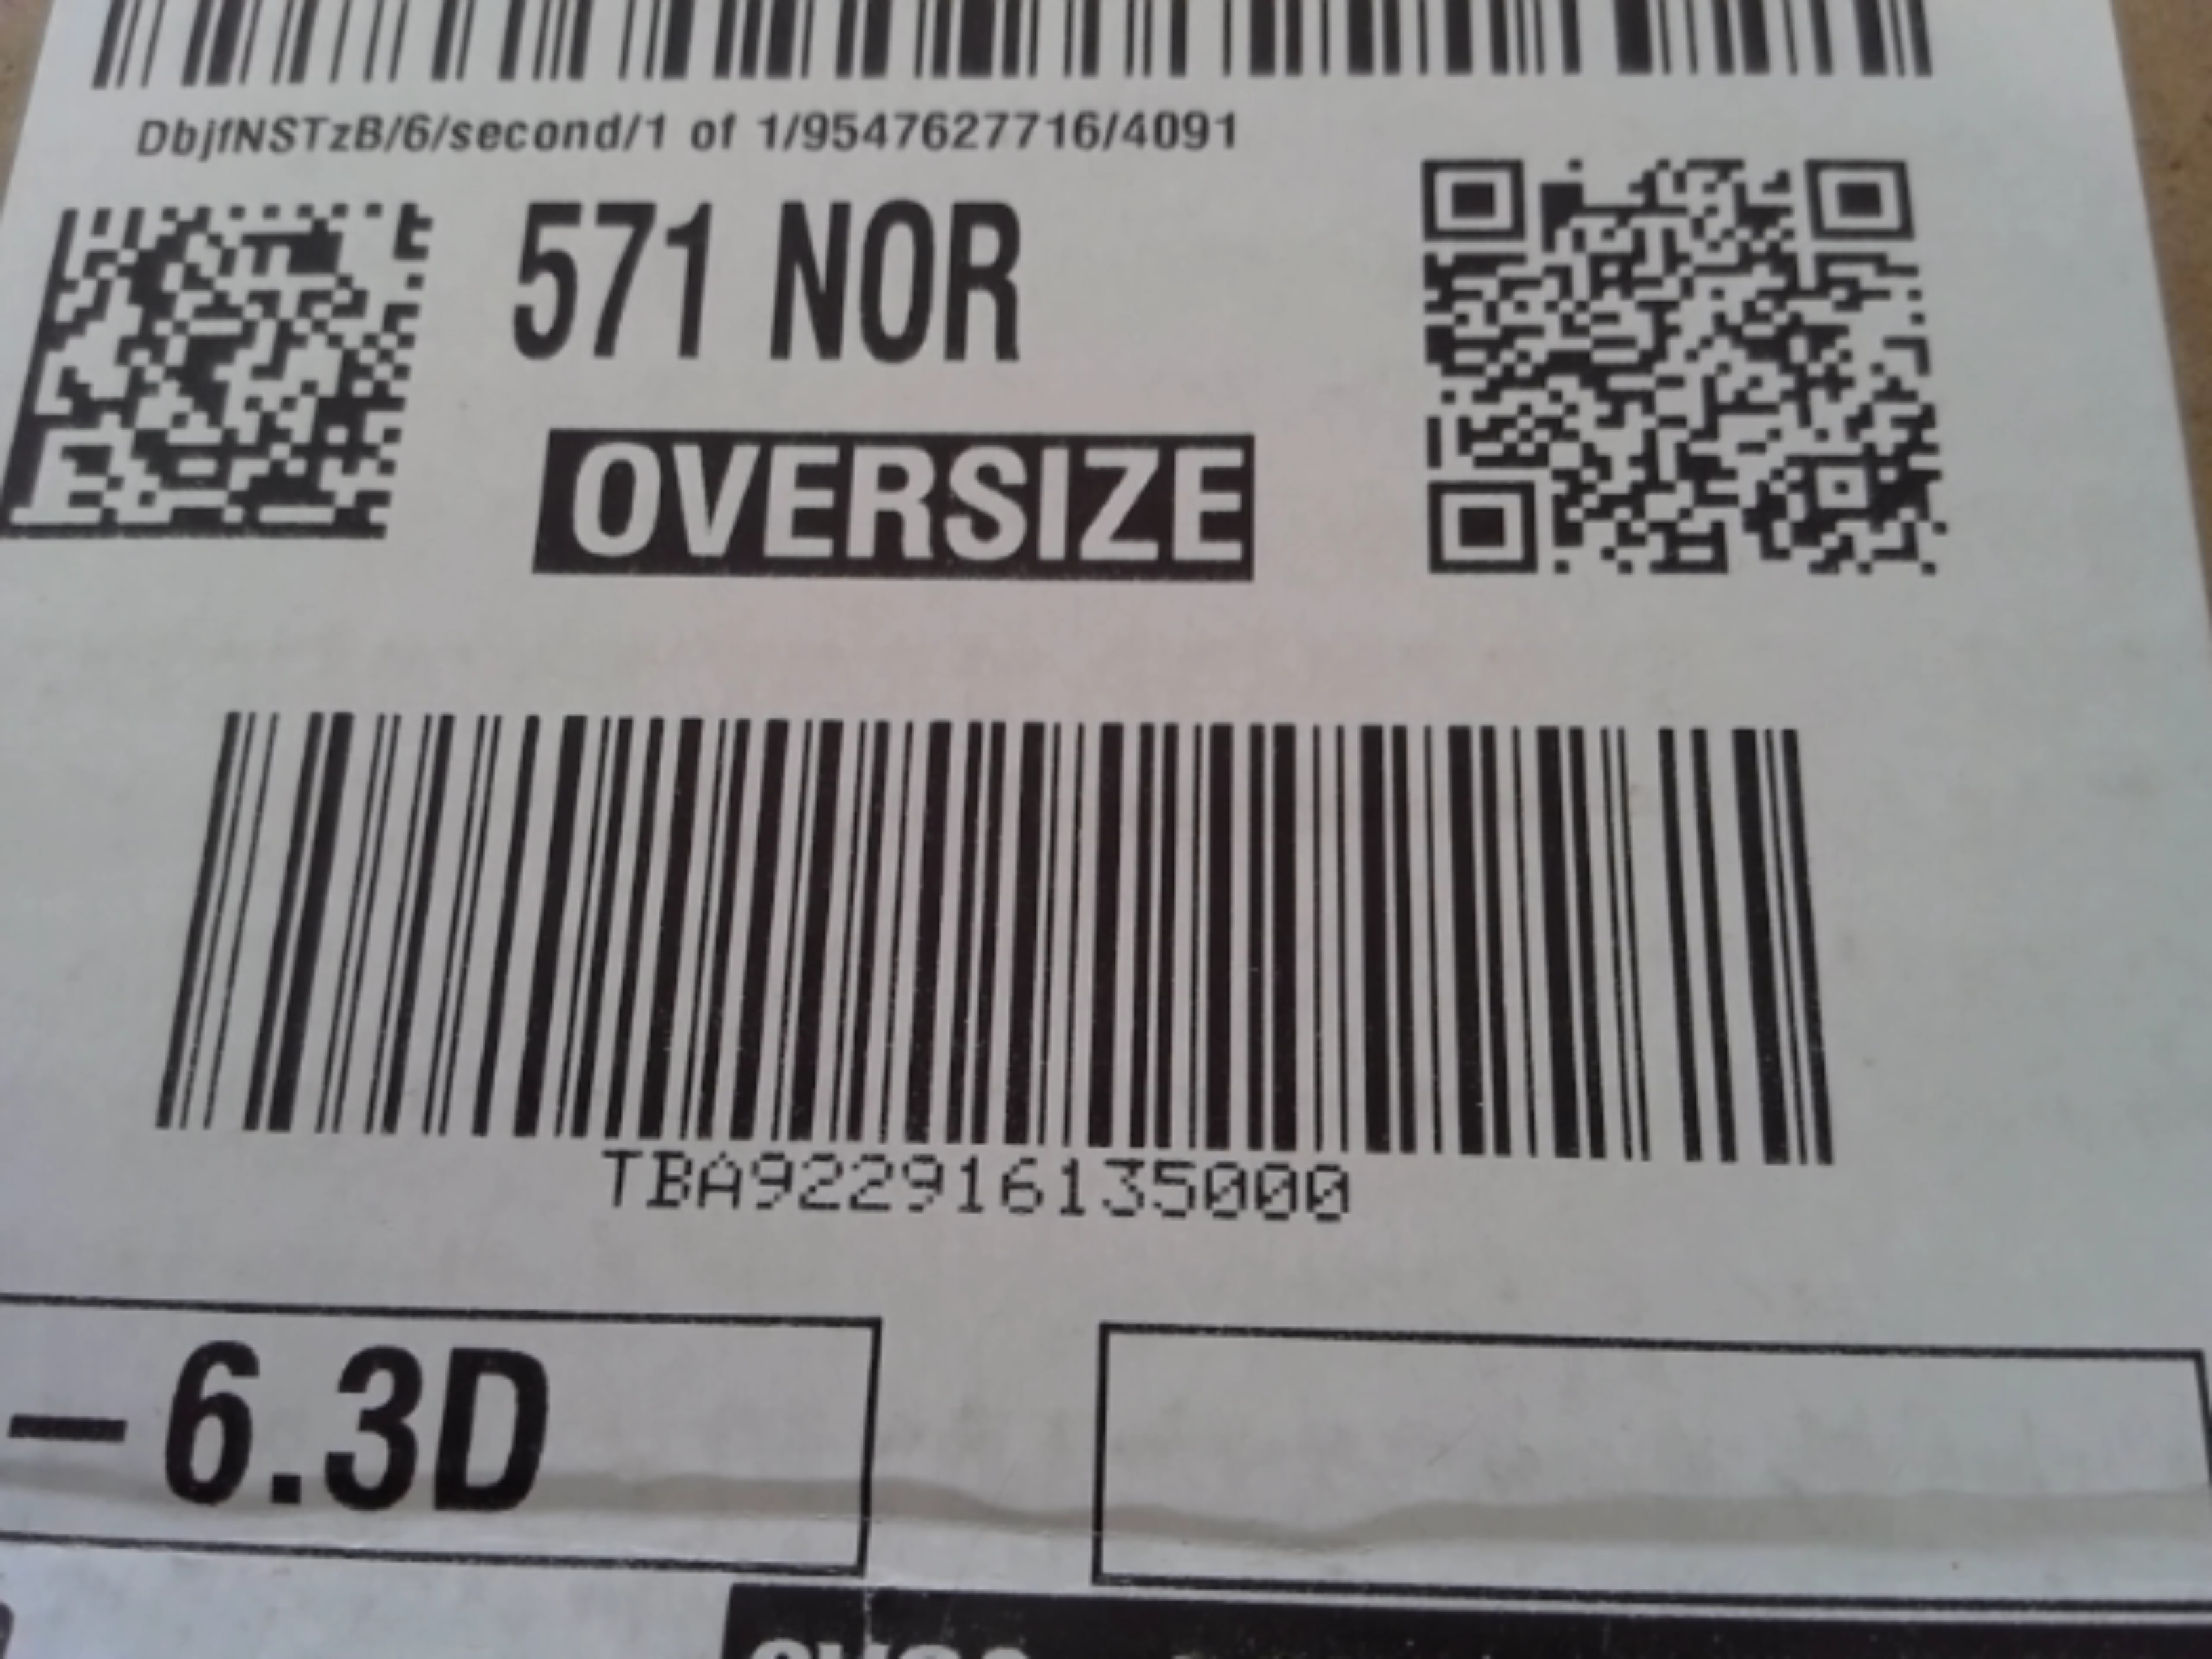 DbjfNSTzB/6/second/1 of 1/9547627716/4091
571 NOR
OVERSIZE
TBA922916135000
–6.3D